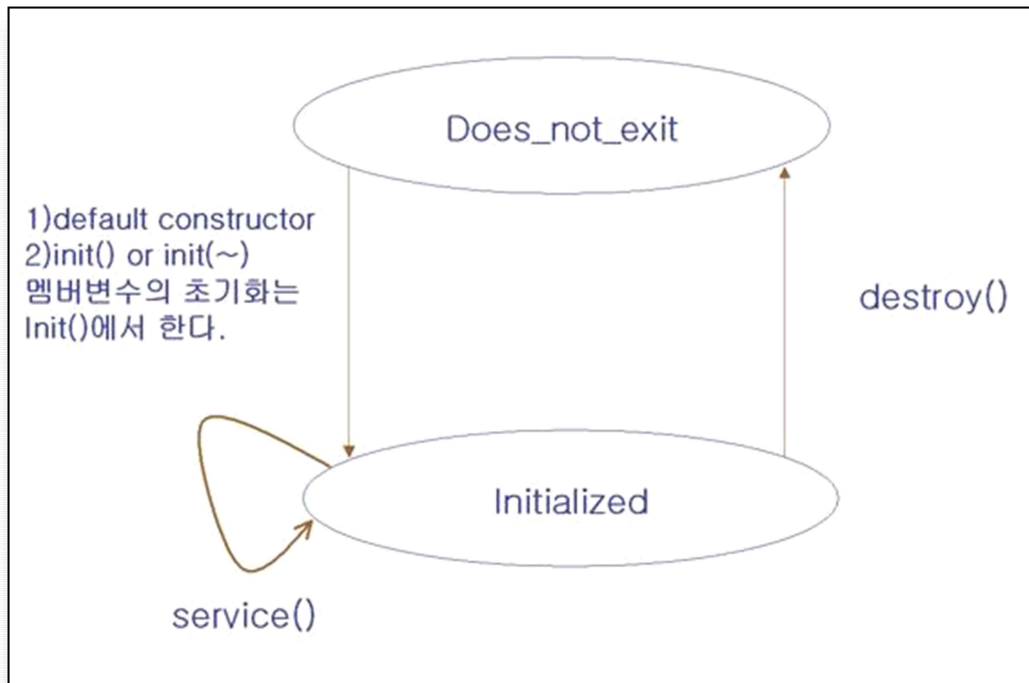 Does_not_exit
1)default constructor
2)init() or init(~)
멤버변수의 초기화는
Init()에서 한다.
destroy()
Initialized
service()